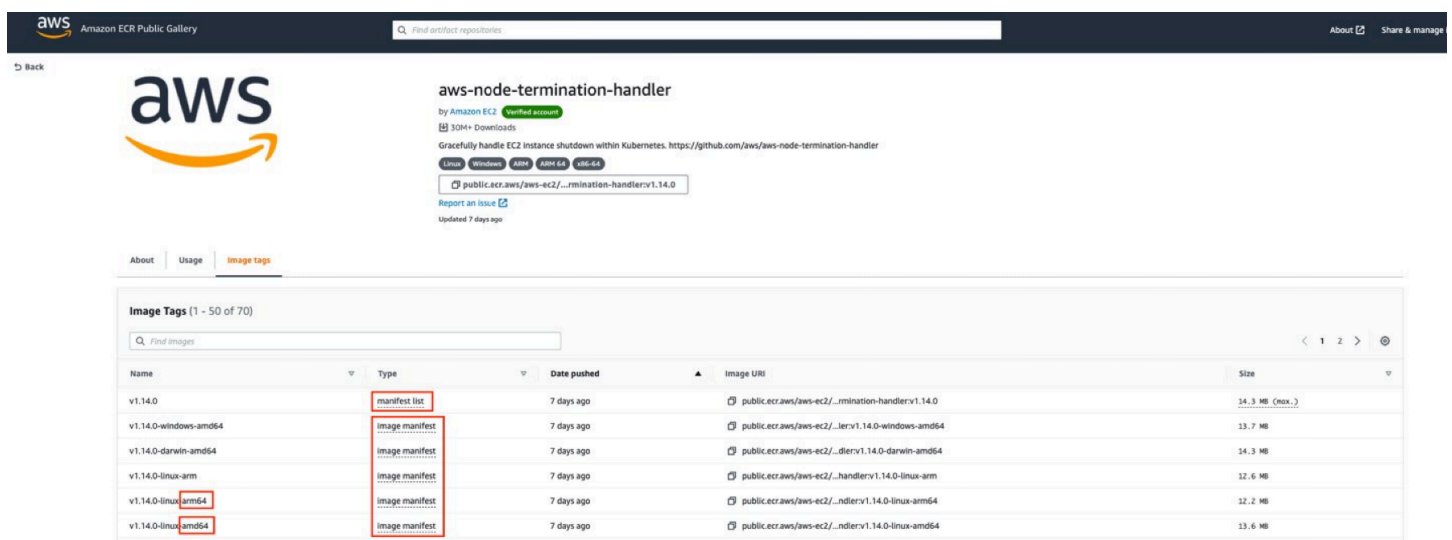 aws Amazon ECR Public Gallery Find artifact repositories About Share & manage
Back
aws
aws-node-termination-handler
by Amazon EC2 Verified account
30M+ Downloads
Gracefully handle EC2 instance shutdown within Kubernetes. https://github.com/aws/aws-node-termination-handler
Linux Windows ARM ARM 64 x86-64
public.ecr.aws/aws-ec2/...rmination-handler:v1.14.0
Report an issue
Updated 7 days ago
About Usage Image tags
Image Tags (1 - 50 of 70)
Find images < 1 2 >
Name Type Date pushed Image URI Size
v1.14.0 manifest list 7 days ago public.ecr.aws/aws-ec2/...rmination-handler:v1.14.0 14.3 MB (max.)
v1.14.0-windows-amd64 image manifest 7 days ago public.ecr.aws/aws-ec2/...ler:v1.14.0-windows-amd64 13.7 MB
v1.14.0-darwin-amd64 image manifest 7 days ago public.ecr.aws/aws-ec2/...dler:v1.14.0-darwin-amd64 14.3 MB
v1.14.0-linux-arm image manifest 7 days ago public.ecr.aws/aws-ec2/...handler:v1.14.0-linux-arm 12.6 MB
v1.14.0-linux-arm64 image manifest 7 days ago public.ecr.aws/aws-ec2/...ndler:v1.14.0-linux-arm64 12.2 MB
v1.14.0-linux-amd64 image manifest 7 days ago public.ecr.aws/aws-ec2/...ndler:v1.14.0-linux-amd64 13.6 MB